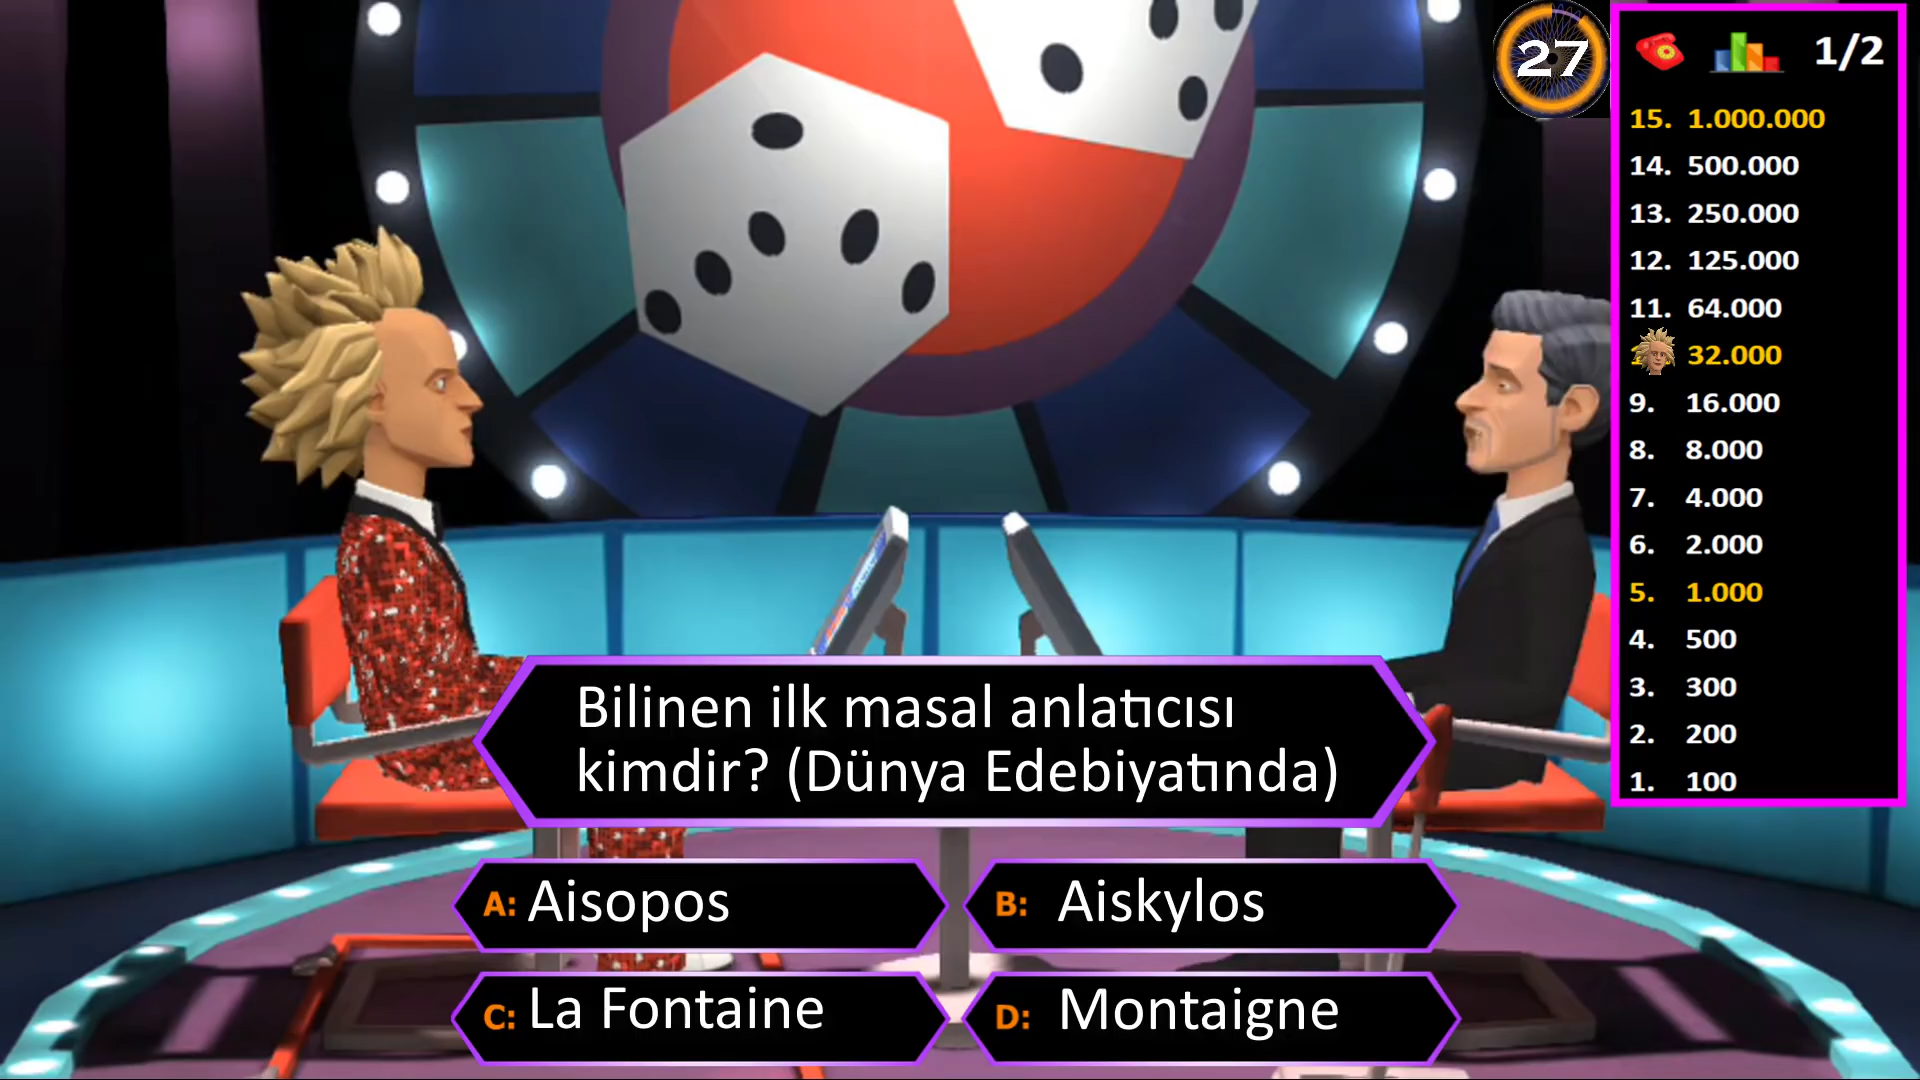 27
1/2
15. 1.000.000
14. 500.000
13. 250.000
12. 125.000
11. 64.000
32.000
9. 16.000
8. 8.000
7. 4.000
6. 2.000
5. 1.000
4. 500
3. 300
2. 200
1. 100
Bilinen ilk masal anlatıcısı
kimdir? (Dünya Edebiyatında)
A: Aisopos
B: Aiskylos
C: La Fontaine
D: Montaigne